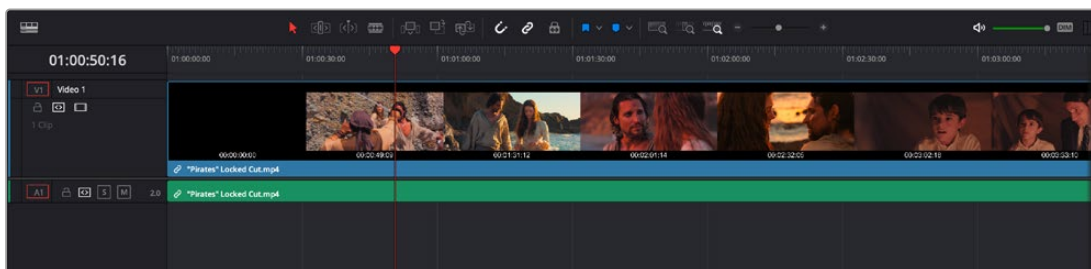 DIM
01:00:50:16
01:00:00:00 01:00:30:00 01:01:00:00 01:01:30:00 01:02:00:00 01:02:30:00 01:03:00:00
V1 Video 1
1 Clip
00:00:00:00 00:00:49:09 00:01:31:12 00:02:01:14 00:02:32:05 00:03:02:18 00:03:33:10
"Pirates" Locked Cut.mp4
A1 S M 2.0 "Pirates" Locked Cut.mp4